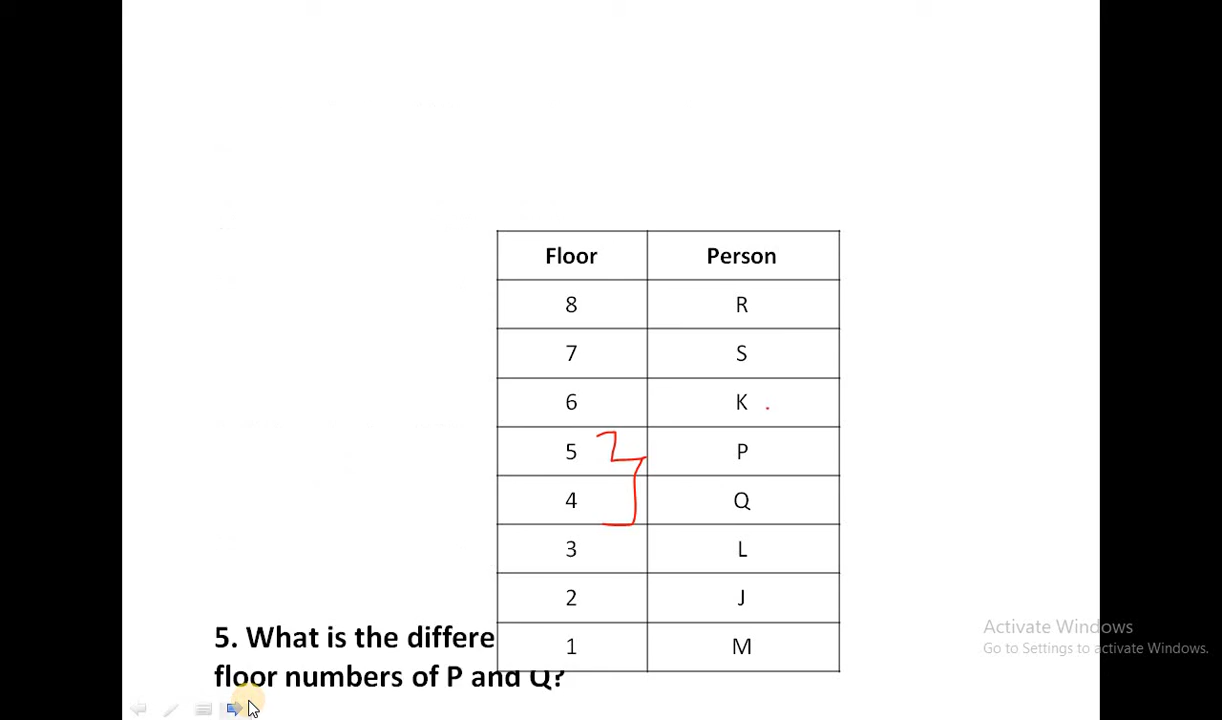 Floor Person
8 R
7 S
6 K
5 P
4 Q
3 L
2 J
1 M
5. What is the differe
floor numbers of P and Q?
Activate Windows
Go to Settings to activate Windows.